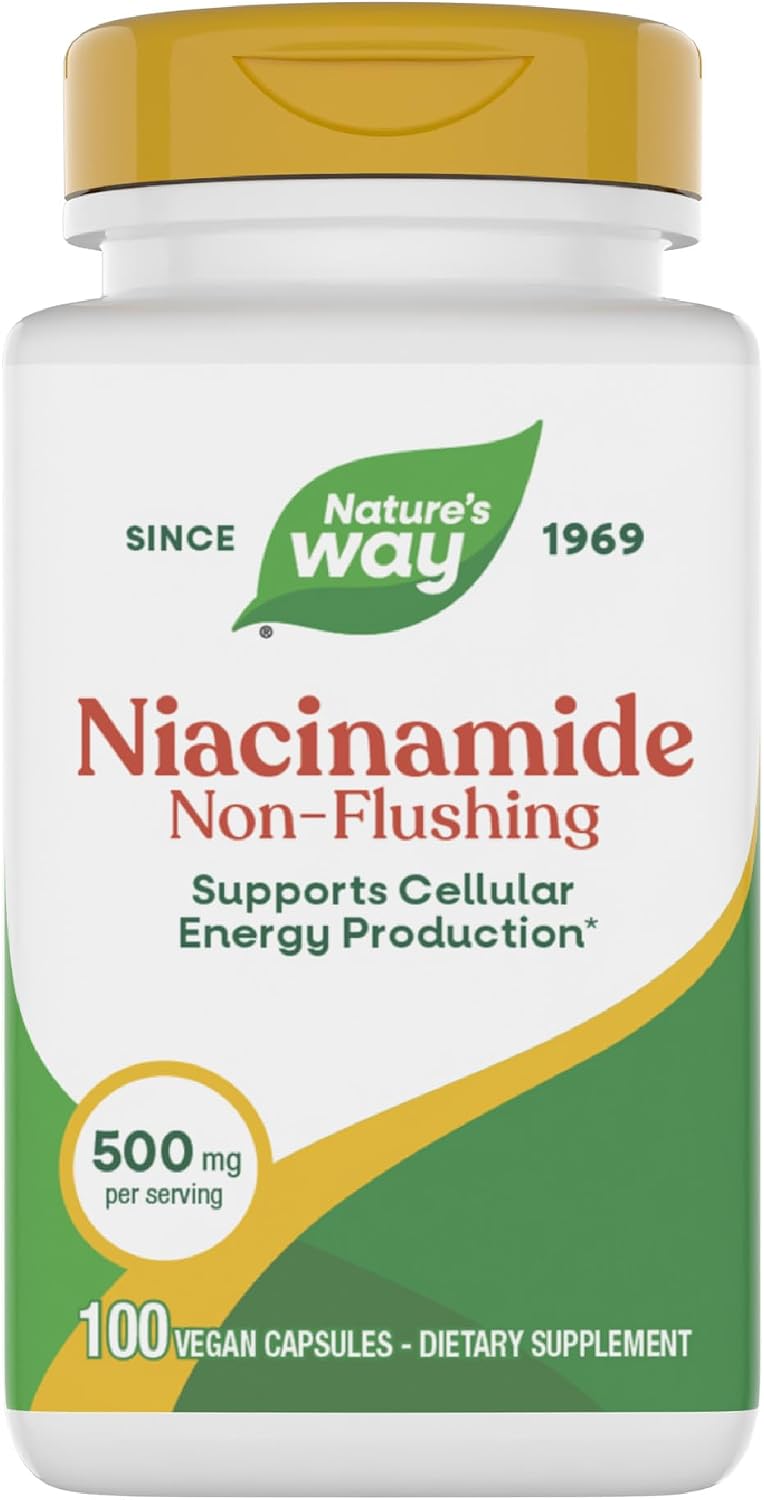 Nature's
way
®
SINCE 1969
Niacinamide
Non-Flushing
Supports Cellular
Energy Production*
500 mg
per serving
100 VEGAN CAPSULES - DIETARY SUPPLEMENT